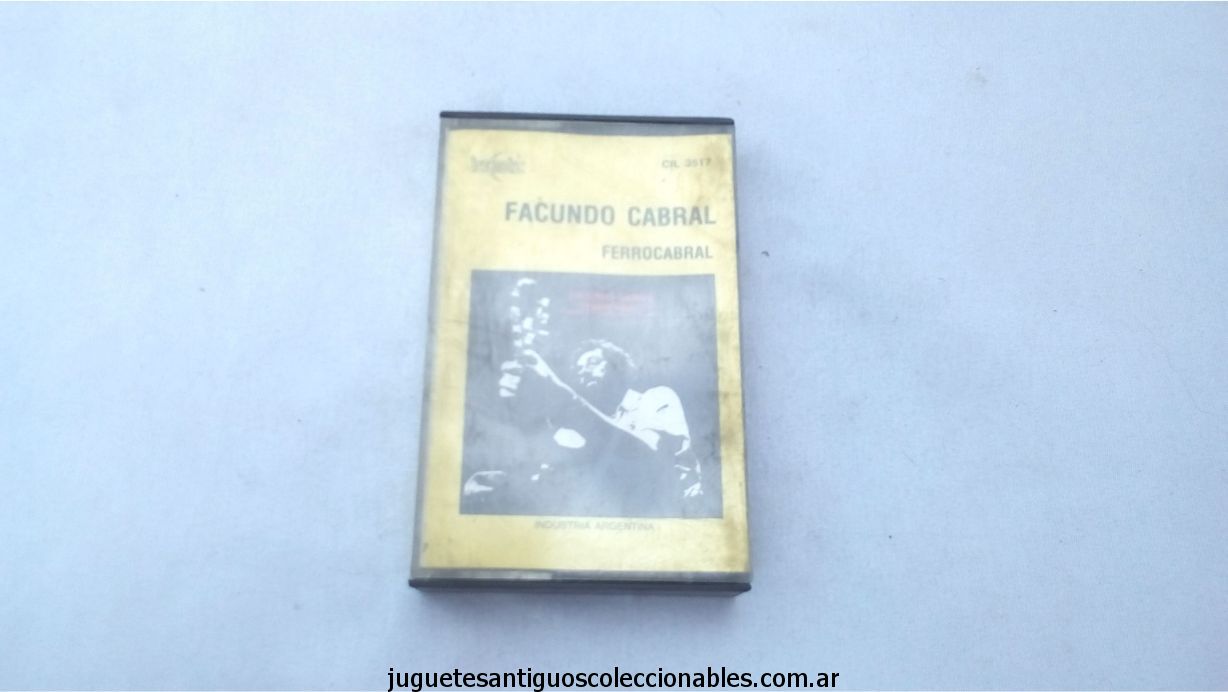 CR. 3517
FACUNDO CABRAL
FERROCABRAL
INDUSTRIA ARGENTINA
juguetesantiguoscoleccionables.com.ar